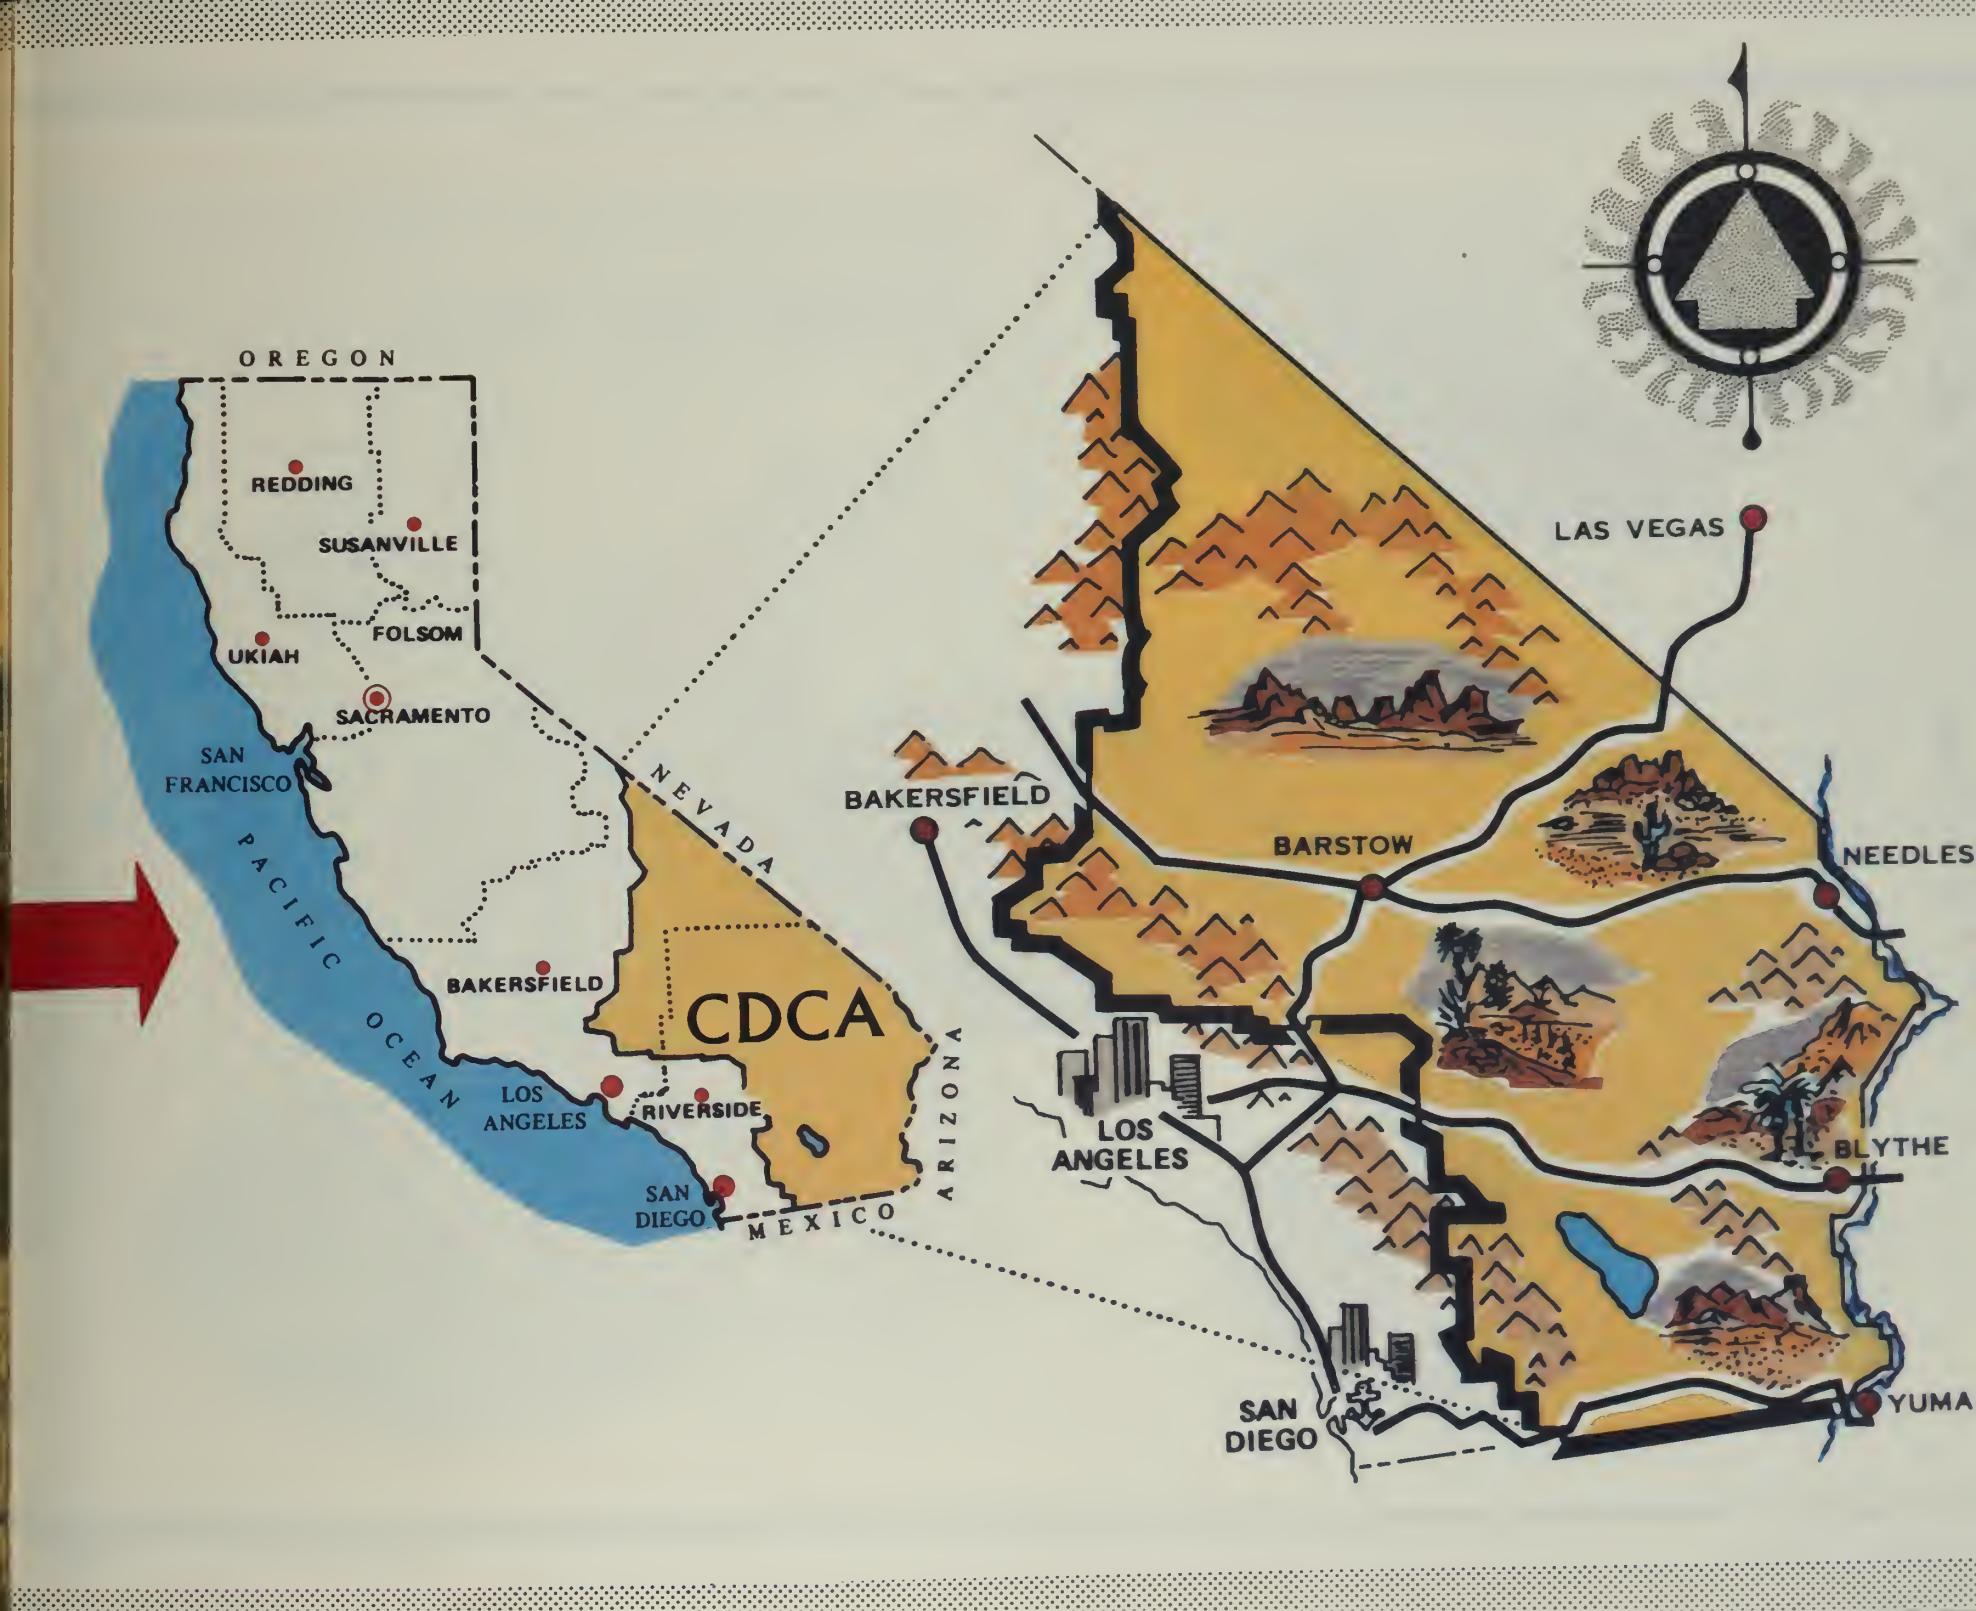 OREGON
REDDING
SUSANVILLE
FOLSOM
UKIAH
SACRAMENTO
SAN
FRANCISCO
NEVADA
PACIFIC OCEAN
BAKERSFIELD
CDCA
LOS
ANGELES
RIVERSIDE
ARIZONA
SAN
DIEGO
MEXICO
LAS VEGAS
BAKERSFIELD
BARSTOW
NEEDLES
LOS
ANGELES
BLYTHE
SAN
DIEGO
YUMA